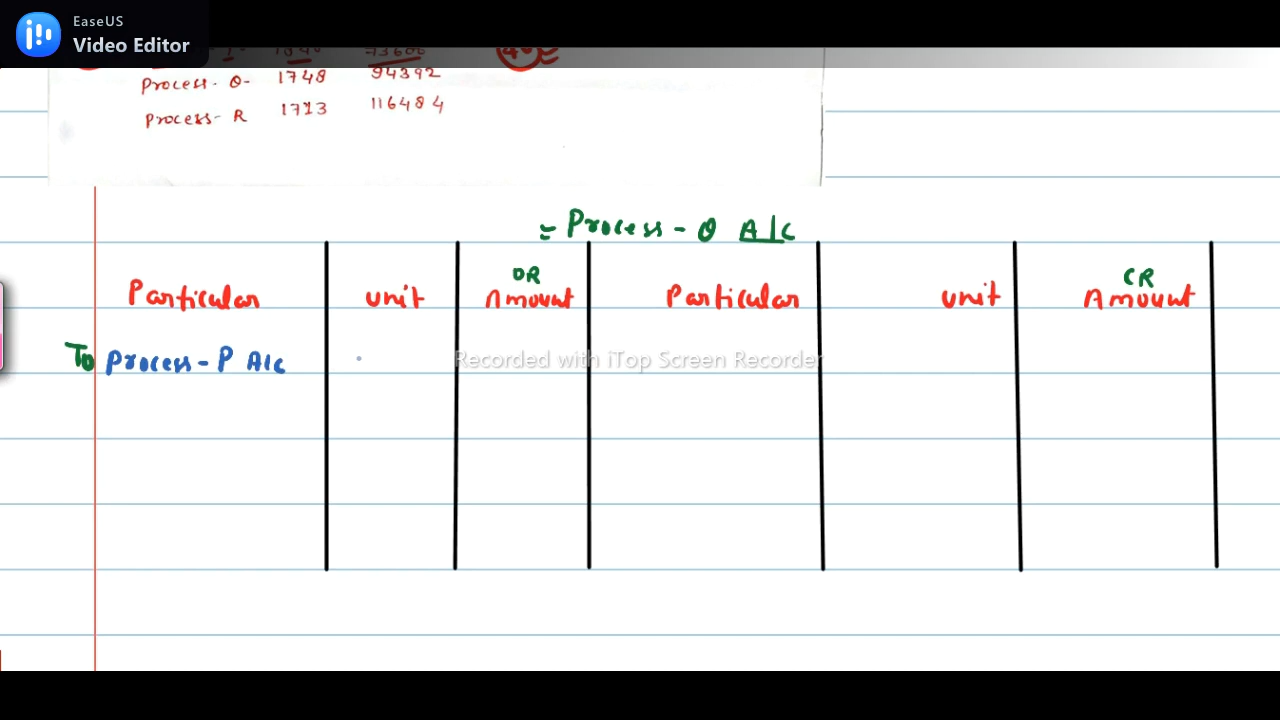 EaseUS
Video Editor
Process- O- 1748 94392
Process- R 1713 116484
= Process - O A/c
DR CR
Particular unit Amount Particular unit Amount
To Process - P A/c
Recorded with iTop Screen Recorder